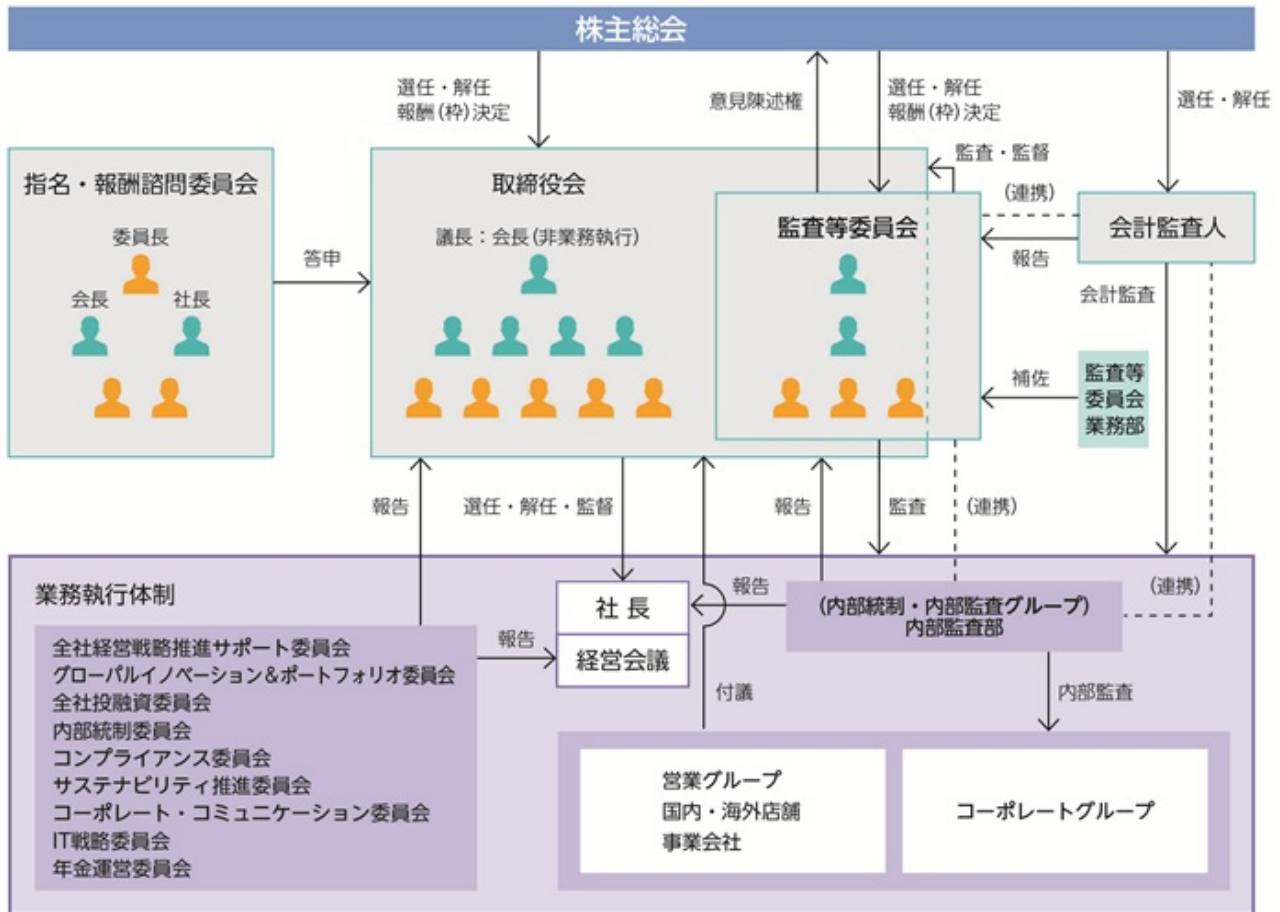 株主総会
選任・解任
報酬(枠)決定
意見陳述権
選任・解任
報酬(枠)決定
選任・解任
監査・監督
指名・報酬諮問委員会
委員長
会長
社長
答申
取締役会
議長：会長(非業務執行)
監査等委員会
(連携)
報告
会計監査人
会計監査
補佐
監査等
委員会
業務部
報告
選任・解任・監督
報告
監査
(連携)
(連携)
業務執行体制
全社経営戦略推進サポート委員会
グローバルイノベーション＆ポートフォリオ委員会
全社投融資委員会
内部統制委員会
コンプライアンス委員会
サステナビリティ推進委員会
コーポレート・コミュニケーション委員会
IT戦略委員会
年金運営委員会
報告
社長
経営会議
報告
(内部統制・内部監査グループ)
内部監査部
付議
内部監査
営業グループ
国内・海外店舗
事業会社
コーポレートグループ